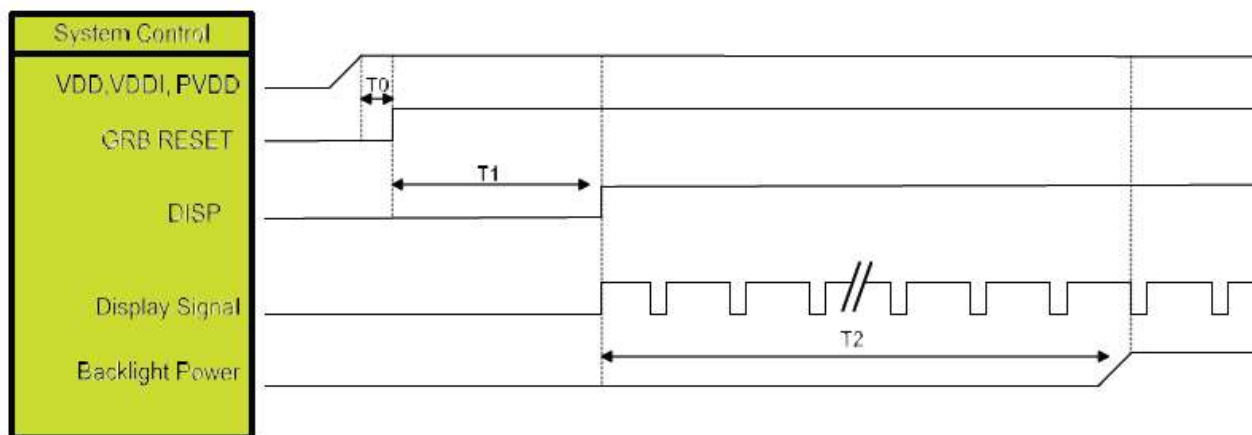 System Control
VDD,VDDI, PVDD
T0
GRB RESET
T1
DISP
Display Signal
T2
Backlight Power